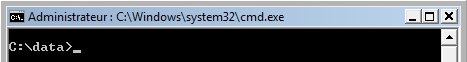 Administrateur : C:\Windows\system32\cmd.exe
C:\data>_